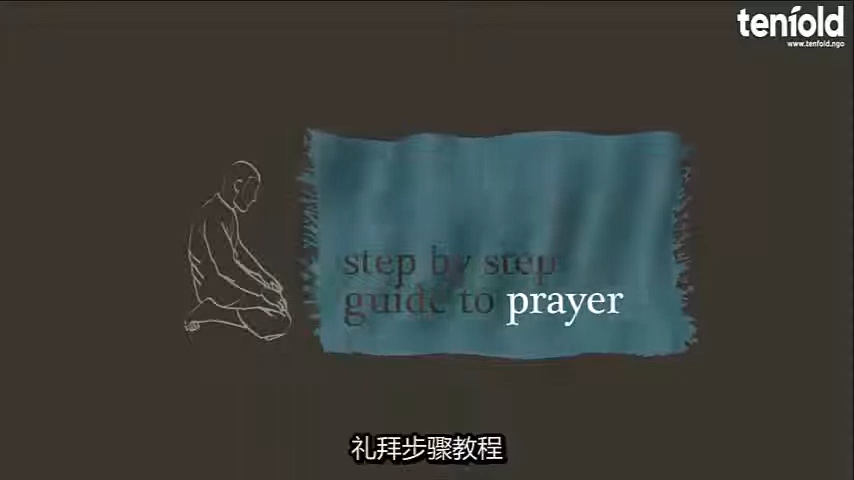 tenfold
www.tenfold.ngo
step by step
guide to prayer
礼拜步骤教程